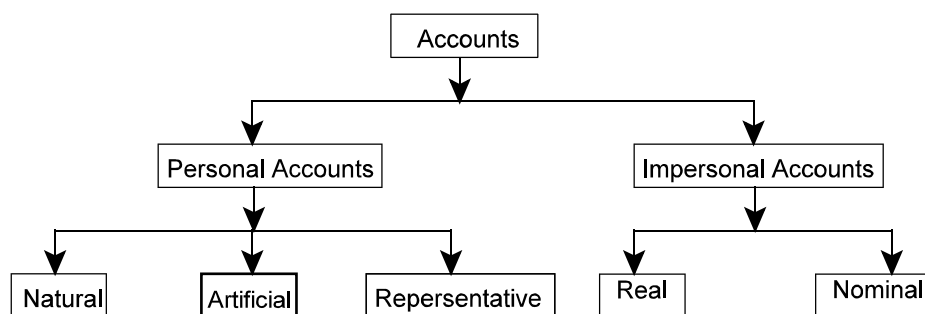 Accounts
Personal Accounts
Impersonal Accounts
Natural
Artificial
Repersentative
Real
Nominal